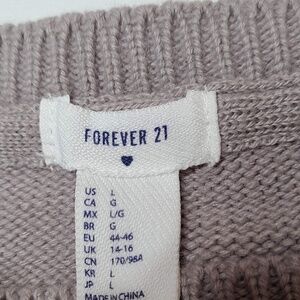 FOREVER 21
US L
CA G
MX L/G
BR G
EU 44-46
UK 14-16
CN 170/98A
KR L
JP L
MADE IN CHINA